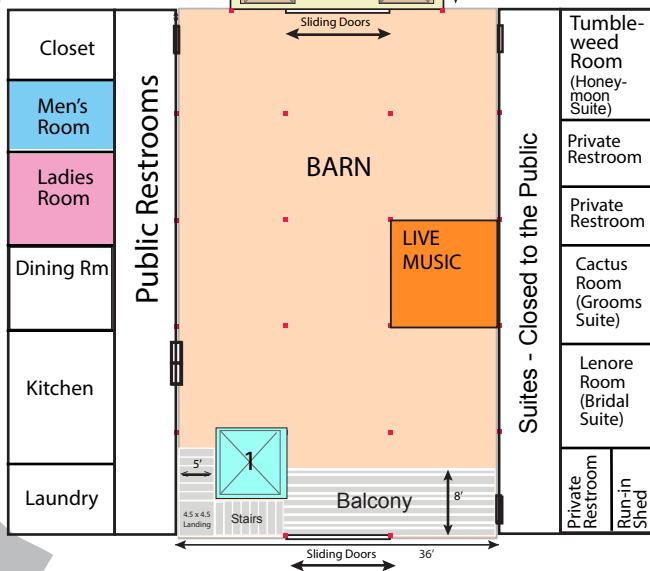 Sliding Doors
Closet
Men's
Room
Ladies
Room
Dining Rm
Kitchen
Laundry
Public Restrooms
BARN
LIVE
MUSIC
1
5'
4.5 x 4.5
Landing
Stairs
Balcony
8'
Sliding Doors
36'
Suites - Closed to the Public
Tumble-
weed
Room
(Honey-
moon
Suite)
Private
Restroom
Private
Restroom
Cactus
Room
(Grooms
Suite)
Lenore
Room
(Bridal
Suite)
Private
Restroom
Run-in
Shed